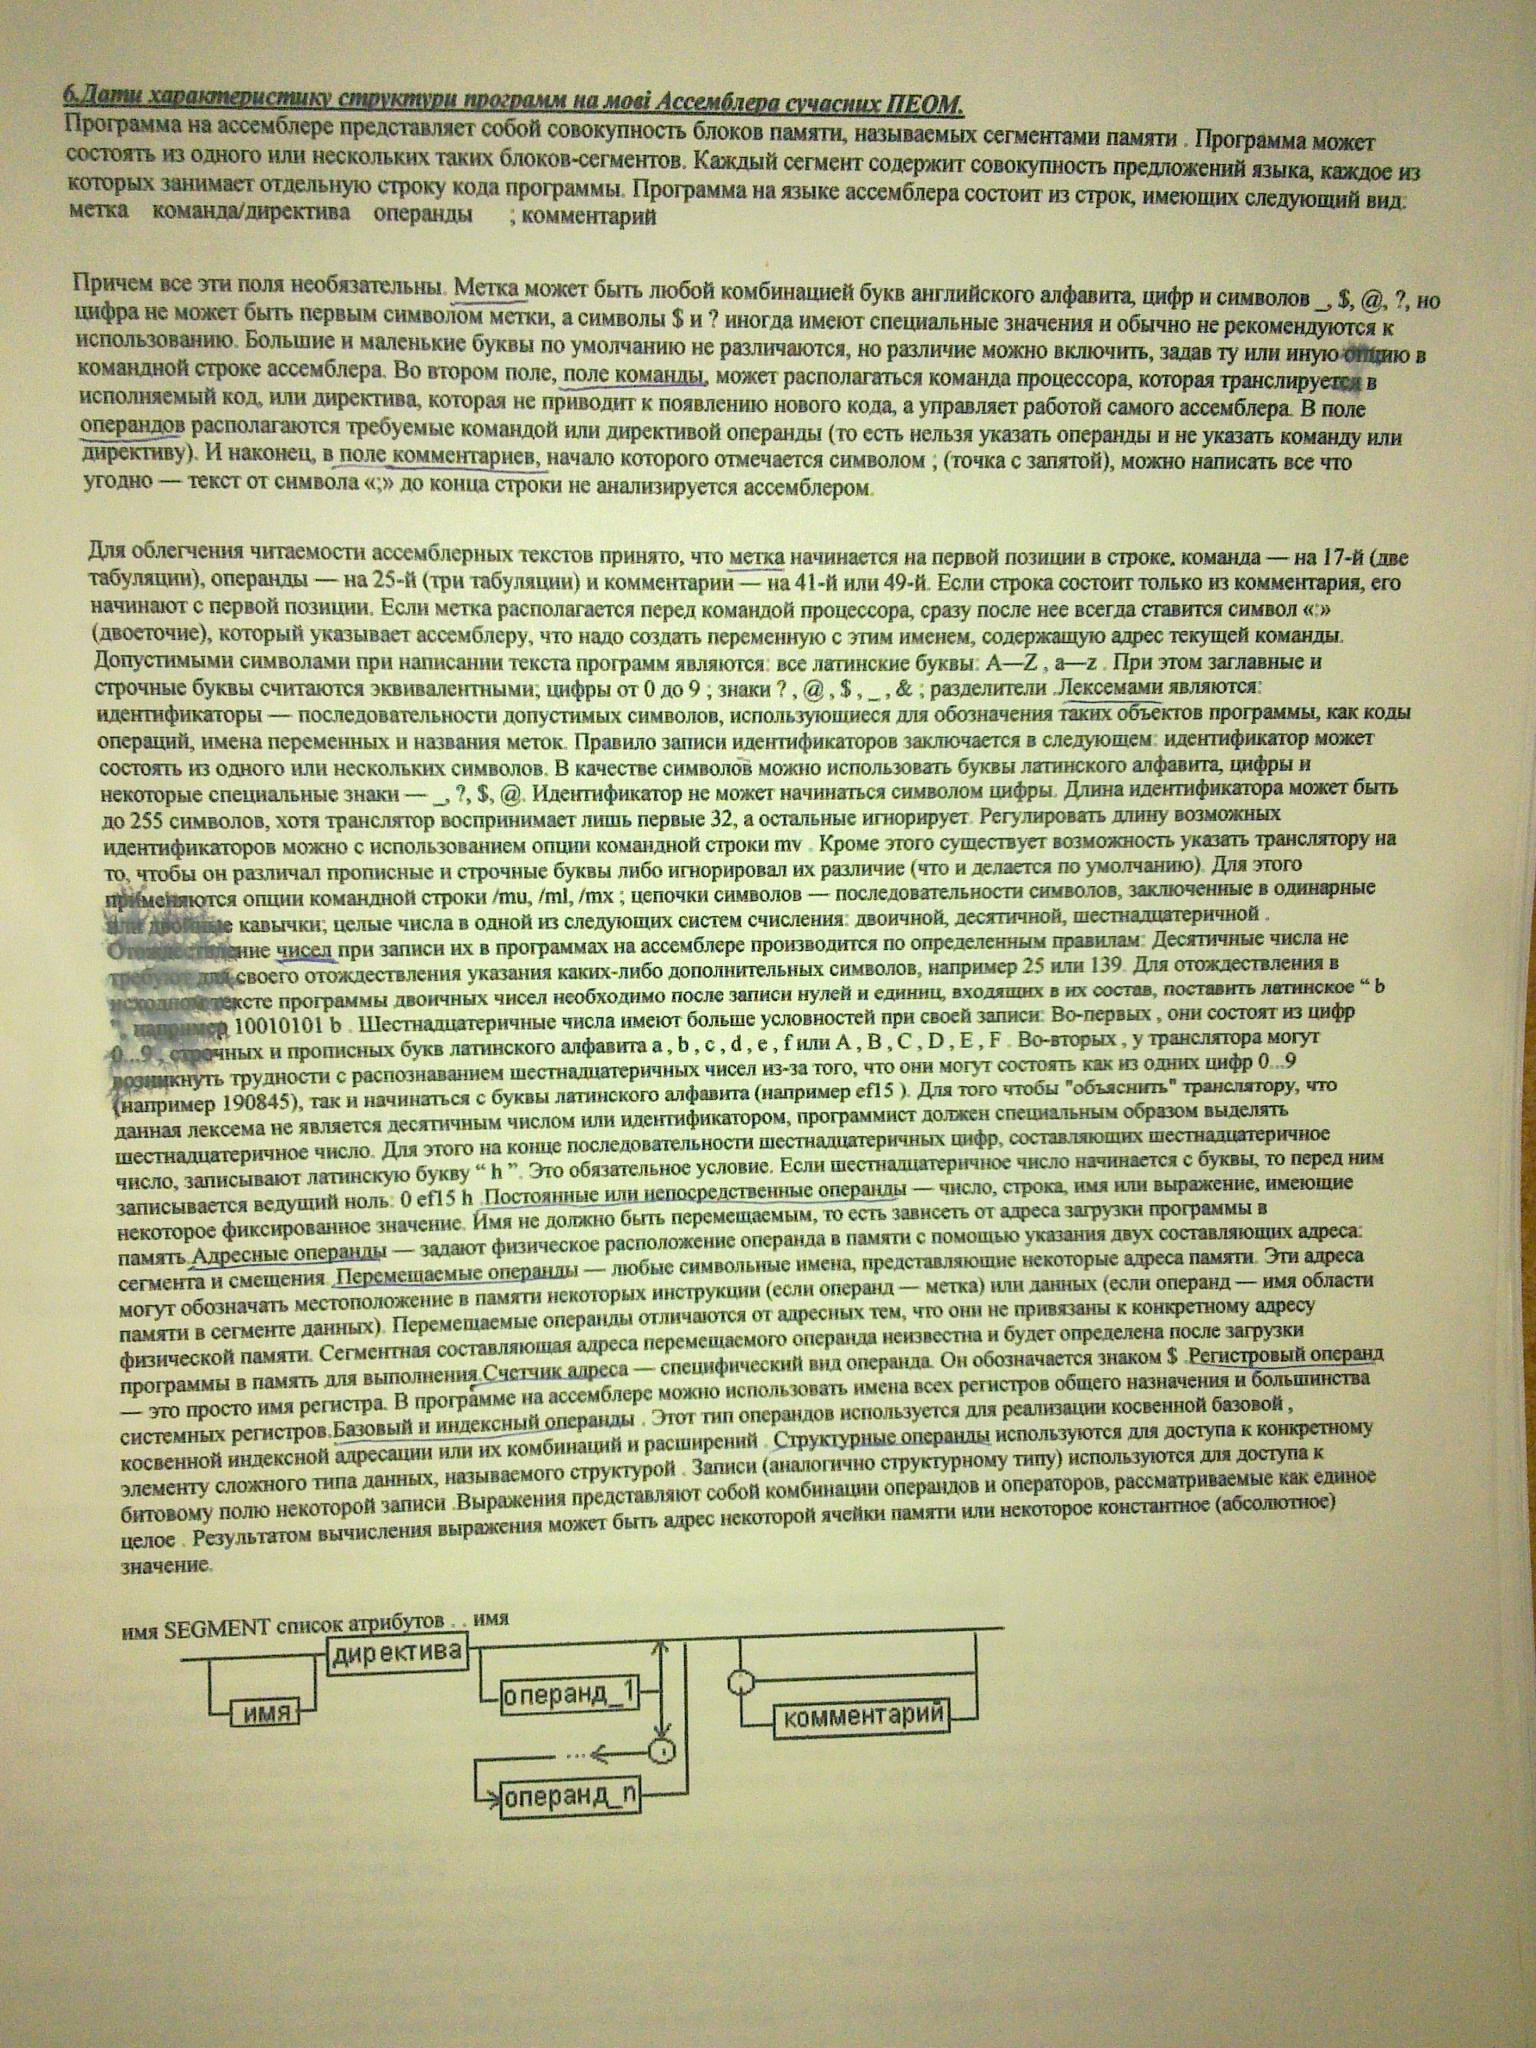 6.Дати характеристику структури программ на мові Ассемблера сучасних ПЕОМ.
Программа на ассемблере представляет собой совокупность блоков памяти, называемых сегментами памяти . Программа может
состоять из одного или нескольких таких блоков-сегментов. Каждый сегмент содержит совокупность предложений языка, каждое из
которых занимает отдельную строку кода программы. Программа на языке ассемблера состоит из строк, имеющих следующий вид:
метка команда/директива операнды ; комментарий
Причем все эти поля необязательны. Метка может быть любой комбинацией букв английского алфавита, цифр и символов _, $, @, ?, но
цифра не может быть первым символом метки, а символы $ и ? иногда имеют специальные значения и обычно не рекомендуются к
использованию. Большие и маленькие буквы по умолчанию не различаются, но различие можно включить, задав ту или иную опцию в
командной строке ассемблера. Во втором поле, поле команды, может располагаться команда процессора, которая транслируется в
исполняемый код, или директива, которая не приводит к появлению нового кода, а управляет работой самого ассемблера. В поле
операндов располагаются требуемые командой или директивой операнды (то есть нельзя указать операнды и не указать команду или
директиву). И наконец, в поле комментариев, начало которого отмечается символом ; (точка с запятой), можно написать все что
угодно — текст от символа «;» до конца строки не анализируется ассемблером.
Для облегчения читаемости ассемблерных текстов принято, что метка начинается на первой позиции в строке, команда — на 17-й (две
табуляции), операнды — на 25-й (три табуляции) и комментарии — на 41-й или 49-й. Если строка состоит только из комментария, его
начинают с первой позиции. Если метка располагается перед командой процессора, сразу после нее всегда ставится символ «:»
(двоеточие), который указывает ассемблеру, что надо создать переменную с этим именем, содержащую адрес текущей команды.
Допустимыми символами при написании текста программ являются: все латинские буквы: A—Z , a—z . При этом заглавные и
строчные буквы считаются эквивалентными; цифры от 0 до 9 ; знаки ? , @ , $ , _ , & ; разделители .Лексемами являются:
идентификаторы — последовательности допустимых символов, использующиеся для обозначения таких объектов программы, как коды
операций, имена переменных и названия меток. Правило записи идентификаторов заключается в следующем: идентификатор может
состоять из одного или нескольких символов. В качестве символов можно использовать буквы латинского алфавита, цифры и
некоторые специальные знаки — _, ?, $, @. Идентификатор не может начинаться символом цифры. Длина идентификатора может быть
до 255 символов, хотя транслятор воспринимает лишь первые 32, а остальные игнорирует. Регулировать длину возможных
идентификаторов можно с использованием опции командной строки mv . Кроме этого существует возможность указать транслятору на
то, чтобы он различал прописные и строчные буквы либо игнорировал их различие (что и делается по умолчанию). Для этого
применяются опции командной строки /mu, /ml, /mx ; цепочки символов — последовательности символов, заключенные в одинарные
или двойные кавычки; целые числа в одной из следующих систем счисления: двоичной, десятичной, шестнадцатеричной .
Отождествление чисел при записи их в программах на ассемблере производится по определенным правилам: Десятичные числа не
требуют для своего отождествления указания каких-либо дополнительных символов, например 25 или 139. Для отождествления в
исходном тексте программы двоичных чисел необходимо после записи нулей и единиц, входящих в их состав, поставить латинское “ b
”, например 10010101 b . Шестнадцатеричные числа имеют больше условностей при своей записи: Во-первых , они состоят из цифр
0...9 , строчных и прописных букв латинского алфавита a , b , c , d , e , f или A , B , C , D , E , F . Во-вторых , у транслятора могут
возникнуть трудности с распознаванием шестнадцатеричных чисел из-за того, что они могут состоять как из одних цифр 0...9
(например 190845), так и начинаться с буквы латинского алфавита (например ef15 ). Для того чтобы "объяснить" транслятору, что
данная лексема не является десятичным числом или идентификатором, программист должен специальным образом выделять
шестнадцатеричное число. Для этого на конце последовательности шестнадцатеричных цифр, составляющих шестнадцатеричное
число, записывают латинскую букву “ h ”. Это обязательное условие. Если шестнадцатеричное число начинается с буквы, то перед ним
записывается ведущий ноль: 0 ef15 h .Постоянные или непосредственные операнды — число, строка, имя или выражение, имеющие
некоторое фиксированное значение. Имя не должно быть перемещаемым, то есть зависеть от адреса загрузки программы в
память.Адресные операнды — задают физическое расположение операнда в памяти с помощью указания двух составляющих адреса:
сегмента и смещения .Перемещаемые операнды — любые символьные имена, представляющие некоторые адреса памяти. Эти адреса
могут обозначать местоположение в памяти некоторых инструкции (если операнд — метка) или данных (если операнд — имя области
памяти в сегменте данных). Перемещаемые операнды отличаются от адресных тем, что они не привязаны к конкретному адресу
физической памяти. Сегментная составляющая адреса перемещаемого операнда неизвестна и будет определена после загрузки
программы в память для выполнения.Счетчик адреса — специфический вид операнда. Он обозначается знаком $ .Регистровый операнд
— это просто имя регистра. В программе на ассемблере можно использовать имена всех регистров общего назначения и большинства
системных регистров.Базовый и индексный операнды . Этот тип операндов используется для реализации косвенной базовой ,
косвенной индексной адресации или их комбинаций и расширений . Структурные операнды используются для доступа к конкретному
элементу сложного типа данных, называемого структурой . Записи (аналогично структурному типу) используются для доступа к
битовому полю некоторой записи .Выражения представляют собой комбинации операндов и операторов, рассматриваемые как единое
целое . Результатом вычисления выражения может быть адрес некоторой ячейки памяти или некоторое константное (абсолютное)
значение.
имя SEGMENT список атрибутов . . имя
директива
имя
операнд_1
комментарий
...
операнд_n